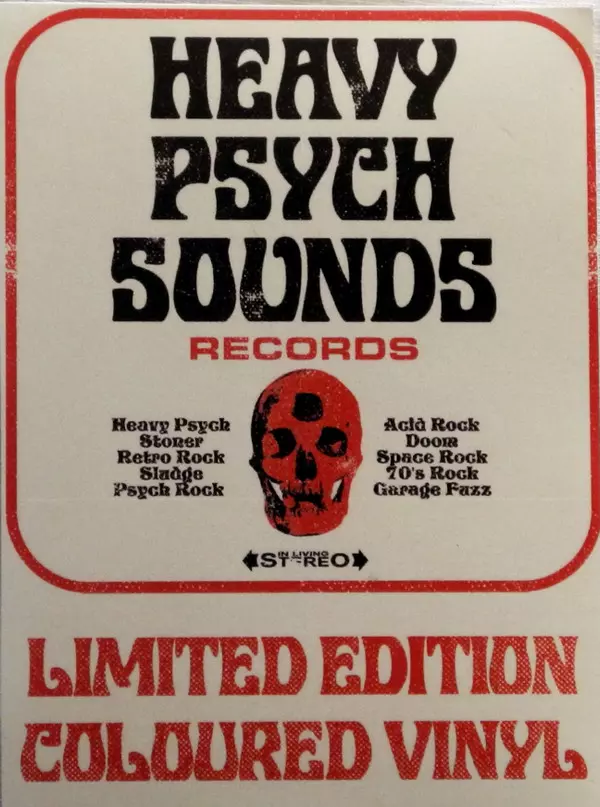 HEAVY
PSYCH
SOUNDS
RECORDS
Heavy Psych
Stoner
Retro Rock
Sludge
Psych Rock
Acid Rock
Doom
Space Rock
70's Rock
Garage Fuzz
IN LIVING
STEREO
LIMITED EDITION
COLOURED VINYL